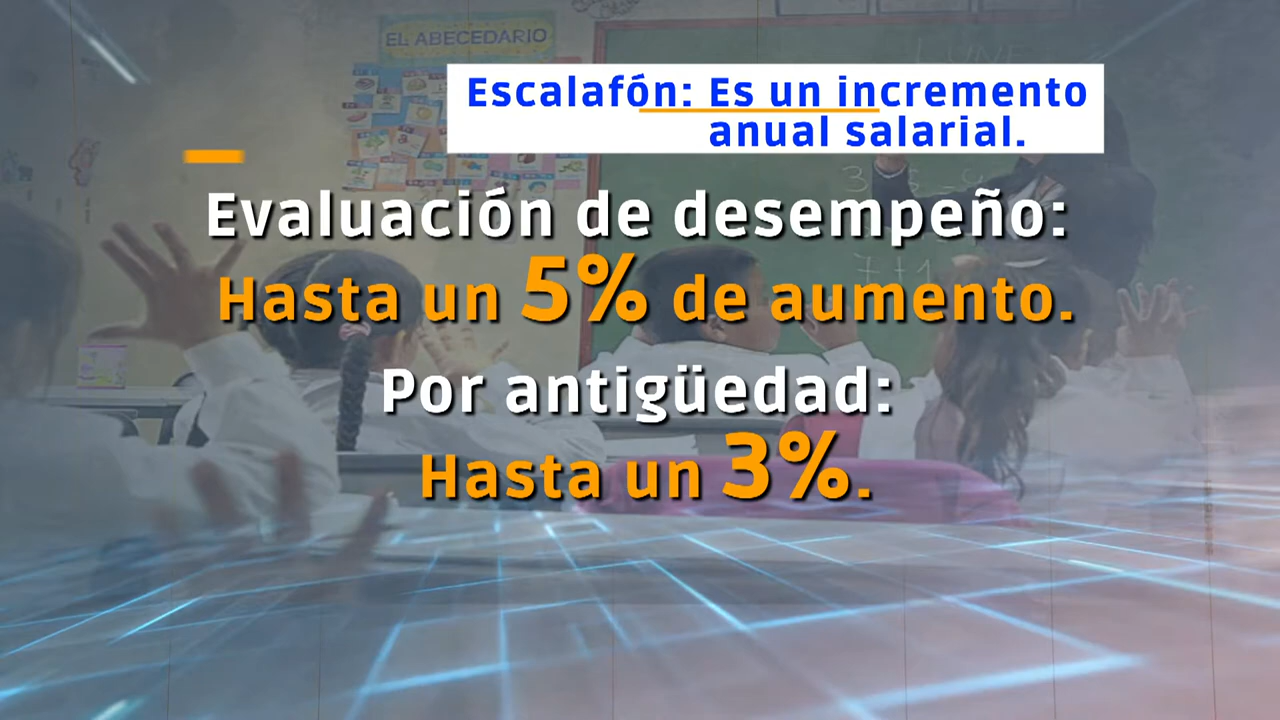 EL ABECEDARIO
Escalafón: Es un incremento
anual salarial.
Evaluación de desempeño:
Hasta un 5% de aumento.
Por antigüedad:
Hasta un 3%.